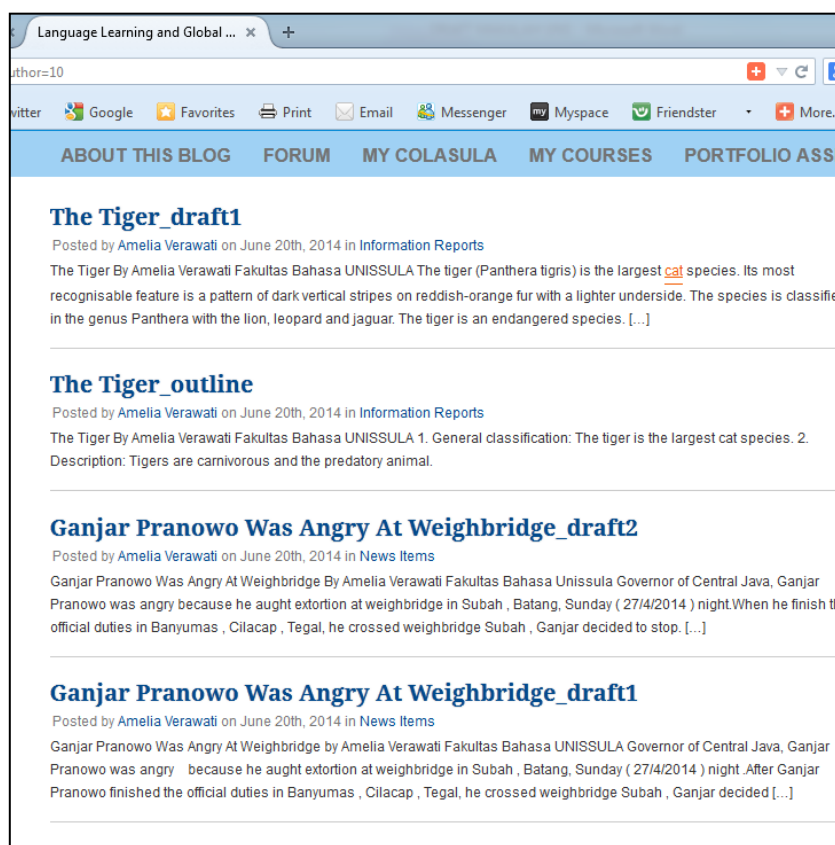 Language Learning and Global ...
uthor=10
witter Google Favorites Print Email Messenger my Myspace Friendster More.
ABOUT THIS BLOG FORUM MY COLASULA MY COURSES PORTFOLIO ASS
The Tiger_draft1
Posted by Amelia Verawati on June 20th, 2014 in Information Reports
The Tiger By Amelia Verawati Fakultas Bahasa UNISSULA The tiger (Panthera tigris) is the largest cat species. Its most
recognisable feature is a pattern of dark vertical stripes on reddish-orange fur with a lighter underside. The species is classifie
in the genus Panthera with the lion, leopard and jaguar. The tiger is an endangered species. [...]
The Tiger_outline
Posted by Amelia Verawati on June 20th, 2014 in Information Reports
The Tiger By Amelia Verawati Fakultas Bahasa UNISSULA 1. General classification: The tiger is the largest cat species. 2.
Description: Tigers are carnivorous and the predatory animal.
Ganjar Pranowo Was Angry At Weighbridge_draft2
Posted by Amelia Verawati on June 20th, 2014 in News Items
Ganjar Pranowo Was Angry At Weighbridge By Amelia Verawati Fakultas Bahasa Unissula Governor of Central Java, Ganjar
Pranowo was angry because he aught extortion at weighbridge in Subah , Batang, Sunday ( 27/4/2014 ) night.When he finish th
official duties in Banyumas , Cilacap , Tegal, he crossed weighbridge Subah , Ganjar decided to stop. [...]
Ganjar Pranowo Was Angry At Weighbridge_draft1
Posted by Amelia Verawati on June 20th, 2014 in News Items
Ganjar Pranowo Was Angry At Weighbridge by Amelia Verawati Fakultas Bahasa UNISSULA Governor of Central Java, Ganjar
Pranowo was angry because he aught extortion at weighbridge in Subah , Batang, Sunday ( 27/4/2014 ) night .After Ganjar
Pranowo finished the official duties in Banyumas , Cilacap , Tegal, he crossed weighbridge Subah , Ganjar decided [...]